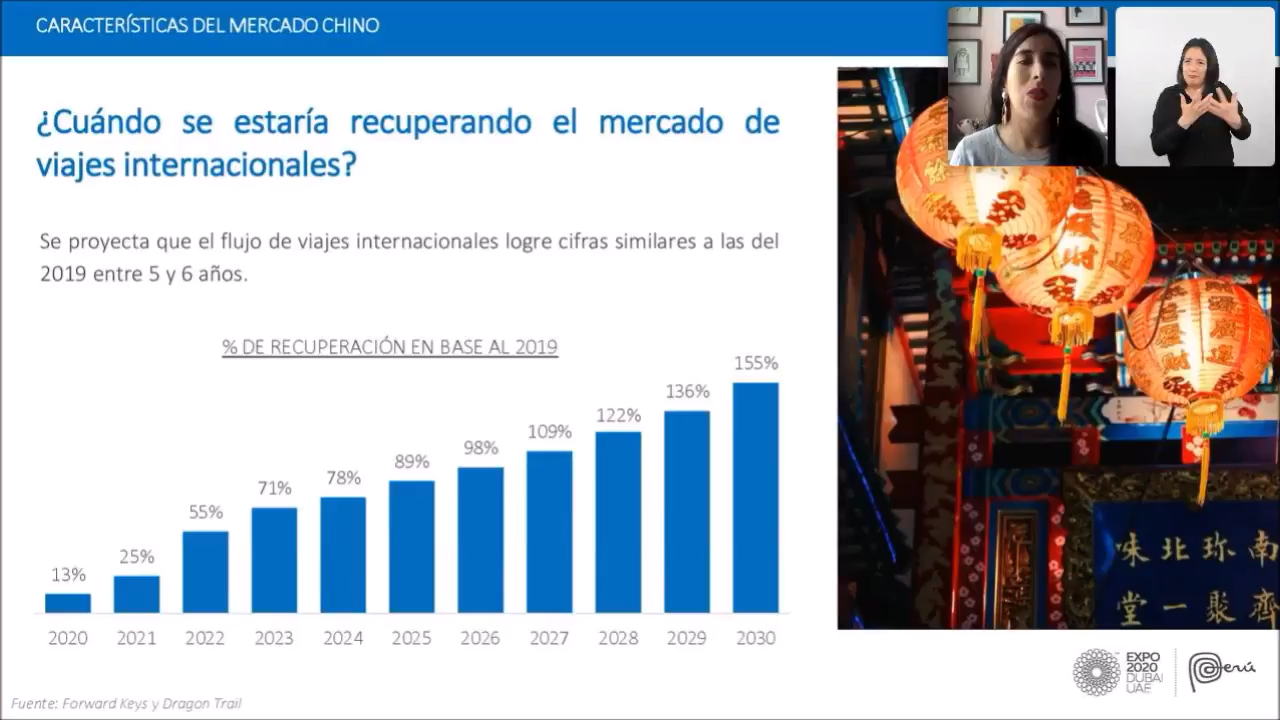 CARACTERÍSTICAS DEL MERCADO CHINO
¿Cuándo se estaría recuperando el mercado de
viajes internacionales?
Se proyecta que el flujo de viajes internacionales logre cifras similares a las del
2019 entre 5 y 6 años.
% DE RECUPERACIÓN EN BASE AL 2019
13% 25% 55% 71% 78% 89% 98% 109% 122% 136% 155%
2020 2021 2022 2023 2024 2025 2026 2027 2028 2029 2030
Fuente: Forward Keys y Dragon Trail
味北珎南
堂一聚齊
EXPO
2020
DUBAI
UAE
Perú